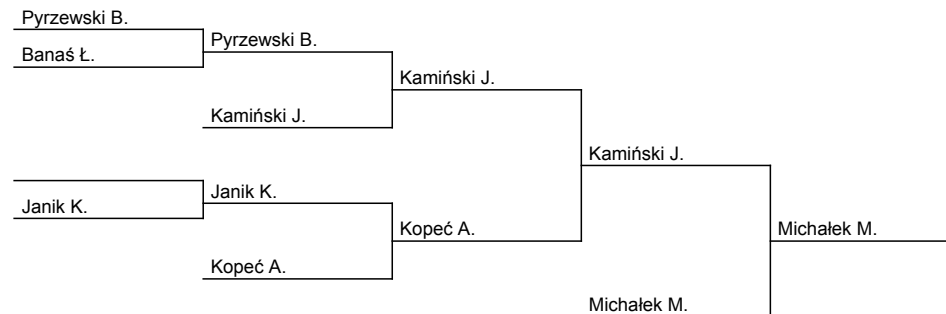 Pyrzewski B.
Pyrzewski B.
Banaś Ł.
Kamiński J.
Kamiński J.
Kamiński J.
Janik K.
Janik K.
Kopeć A.
Michałek M.
Kopeć A.
Michałek M.